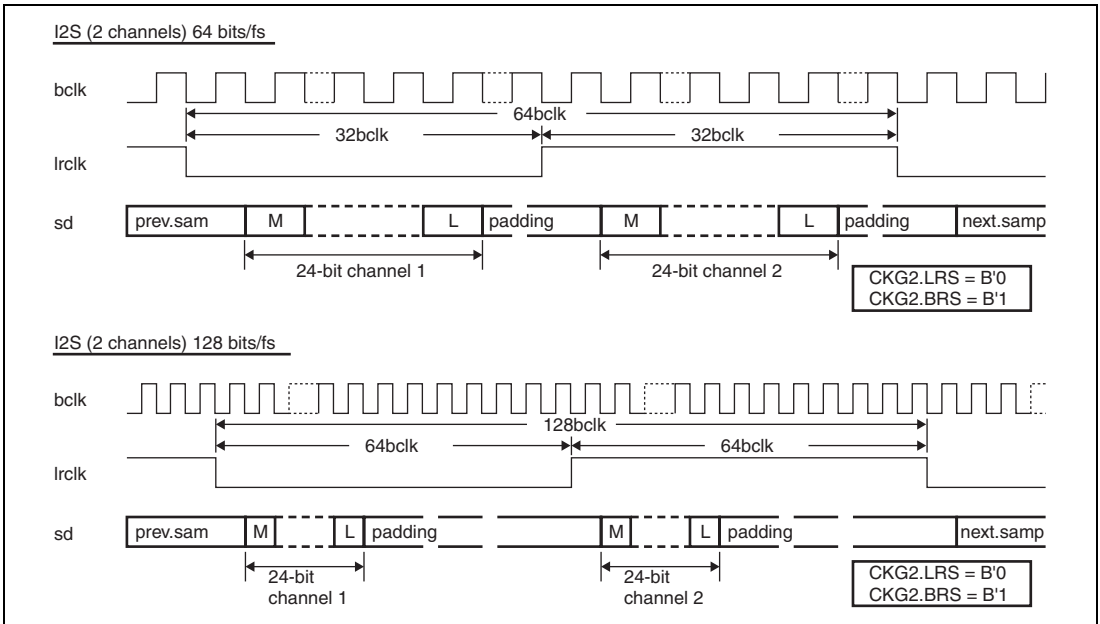 I2S (2 channels) 64 bits/fs
bclk
64bclk
32bclk 32bclk
lrclk
sd prev.sam M L padding M L padding next.samp
24-bit channel 1 24-bit channel 2
CKG2.LRS = B'0
CKG2.BRS = B'1
I2S (2 channels) 128 bits/fs
bclk
128bclk
64bclk 64bclk
lrclk
sd prev.sam M L padding M L padding next.samp
24-bit
channel 1
24-bit
channel 2
CKG2.LRS = B'0
CKG2.BRS = B'1